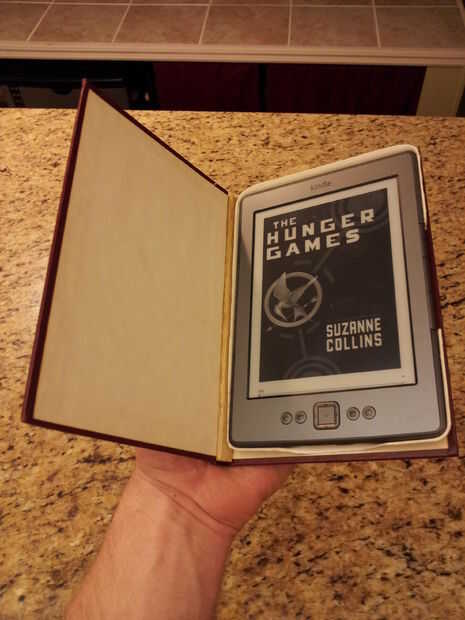 kindle
THE
HUNGER
GAMES
SUZANNE
COLLINS